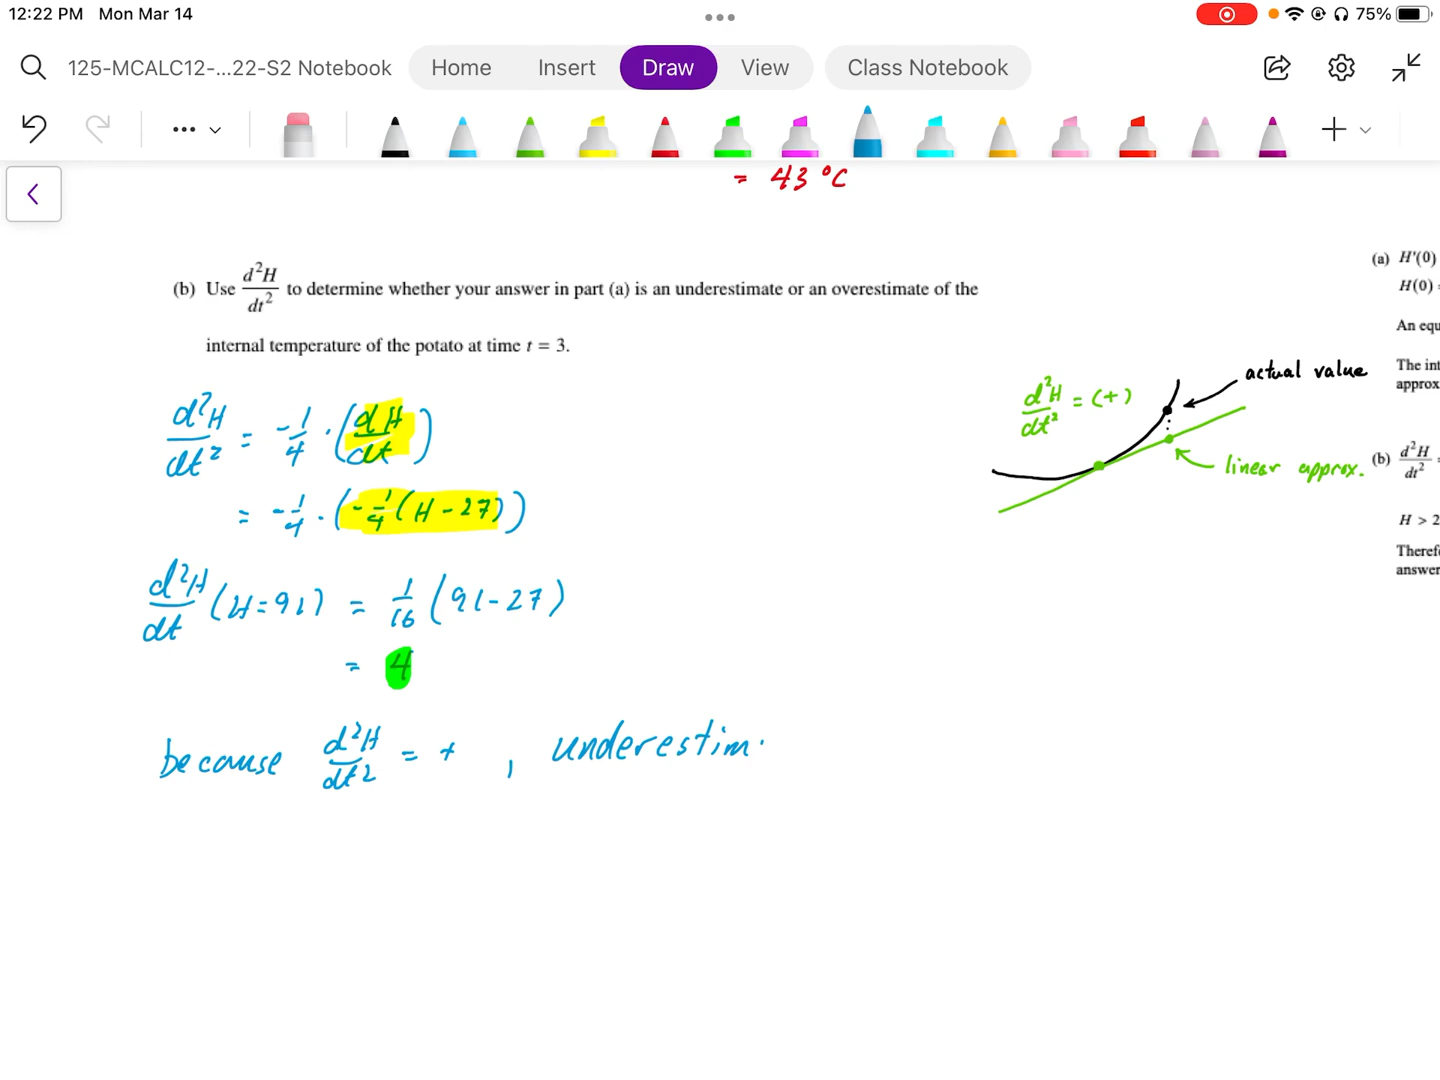 12:22 PM Mon Mar 14
75%
125-MCALC12-...22-S2 Notebook Home Insert Draw View Class Notebook
= 43 °C
(b) Use d²H/dt² to determine whether your answer in part (a) is an underestimate or an overestimate of the
internal temperature of the potato at time t = 3.
d²H/dt² = -1/4 · (dH/dt)
= -1/4 · (-1/4 (H - 27))
d²H/dt (H = 91) = 1/16 (91 - 27)
= 4
because d²H/dt² = + , underestim.
d²H/dt² = (+)
actual value
linear approx.
(a) H'(0)
H(0) =
An equ
The int
approx
(b) d²H/dt² =
H > 2
Theref
answer